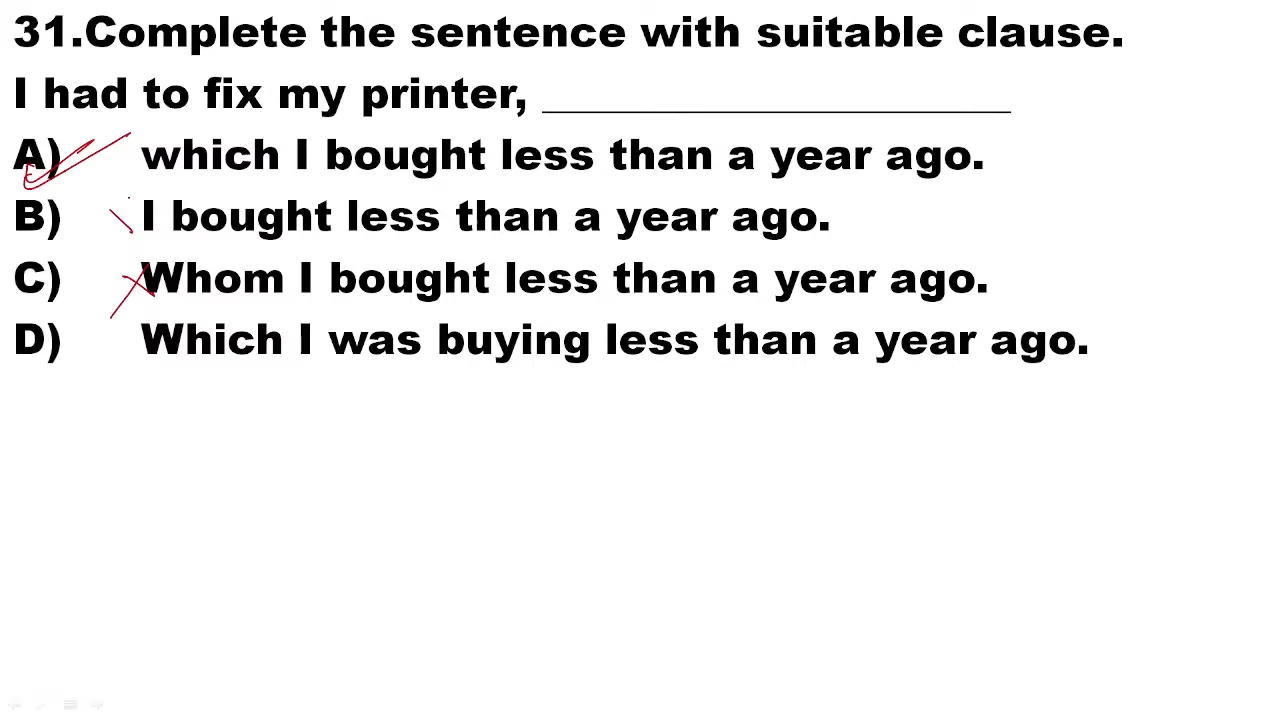 31.Complete the sentence with suitable clause.
I had to fix my printer, ______________________
A) which I bought less than a year ago.
B) I bought less than a year ago.
C) Whom I bought less than a year ago.
D) Which I was buying less than a year ago.